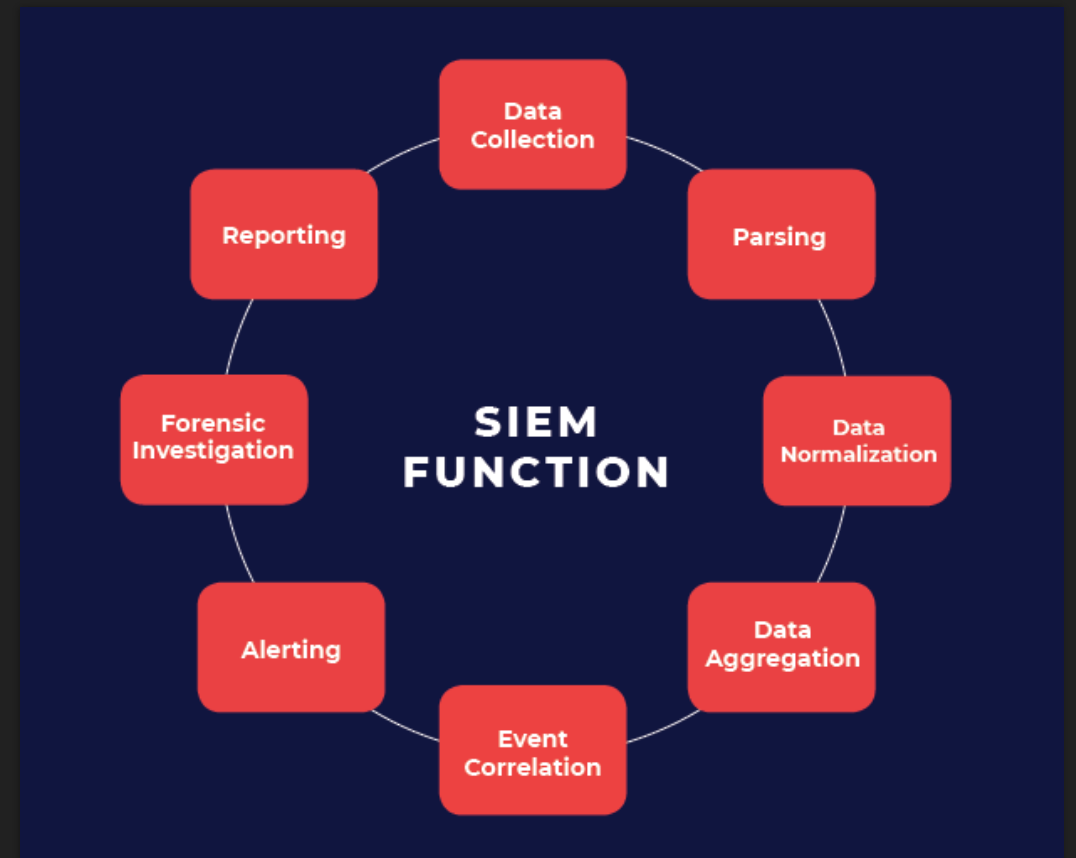 Data
Collection
Reporting
Parsing
Forensic
Investigation
SIEM
FUNCTION
Data
Normalization
Alerting
Data
Aggregation
Event
Correlation